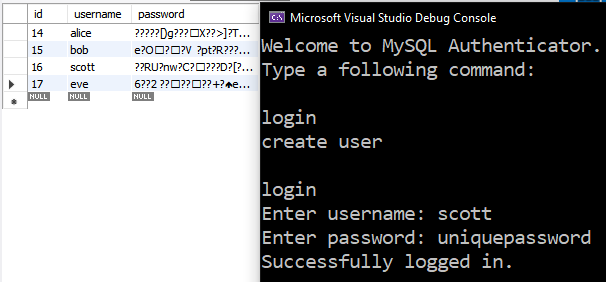 id username password
14 alice ?????[)g???□X??>]?T...
15 bob e?O□?□?V ?pt?R???...
16 scott ??RU?nw?C?□???D?[?...
17 eve 6??2 ??□??□??+?♠e...
NULL NULL NULL
Microsoft Visual Studio Debug Console
Welcome to MySQL Authenticator.
Type a following command:
login
create user
login
Enter username: scott
Enter password: uniquepassword
Successfully logged in.